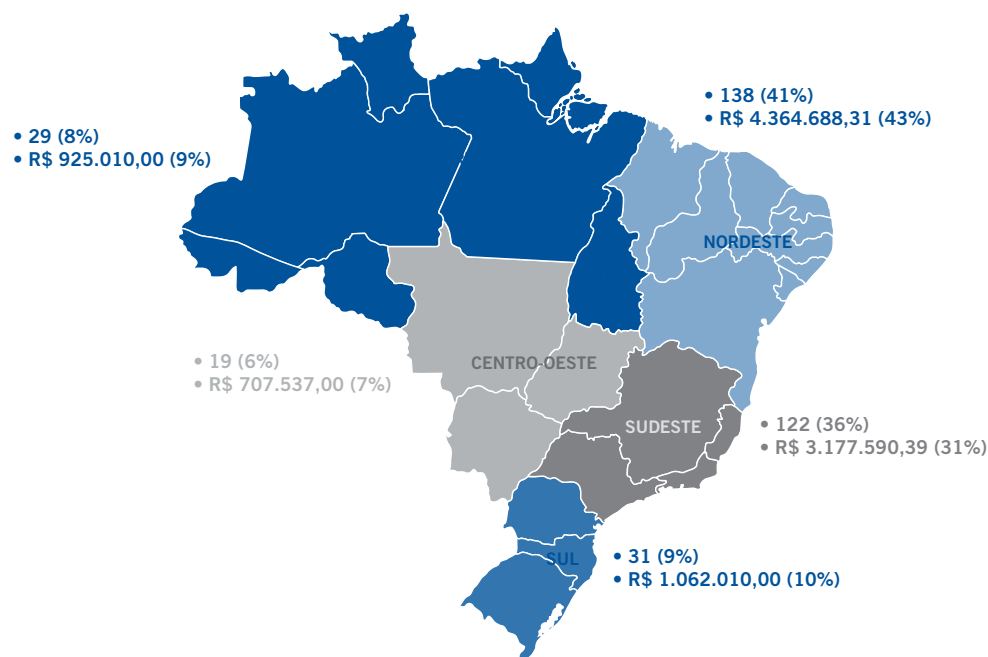 • 138 (41%)
• R$ 4.364.688,31 (43%)
• 29 (8%)
• R$ 925.010,00 (9%)
NORDESTE
• 19 (6%)
• R$ 707.537,00 (7%)
CENTRO-OESTE
SUDESTE
• 122 (36%)
• R$ 3.177.590,39 (31%)
SUL
• 31 (9%)
• R$ 1.062.010,00 (10%)